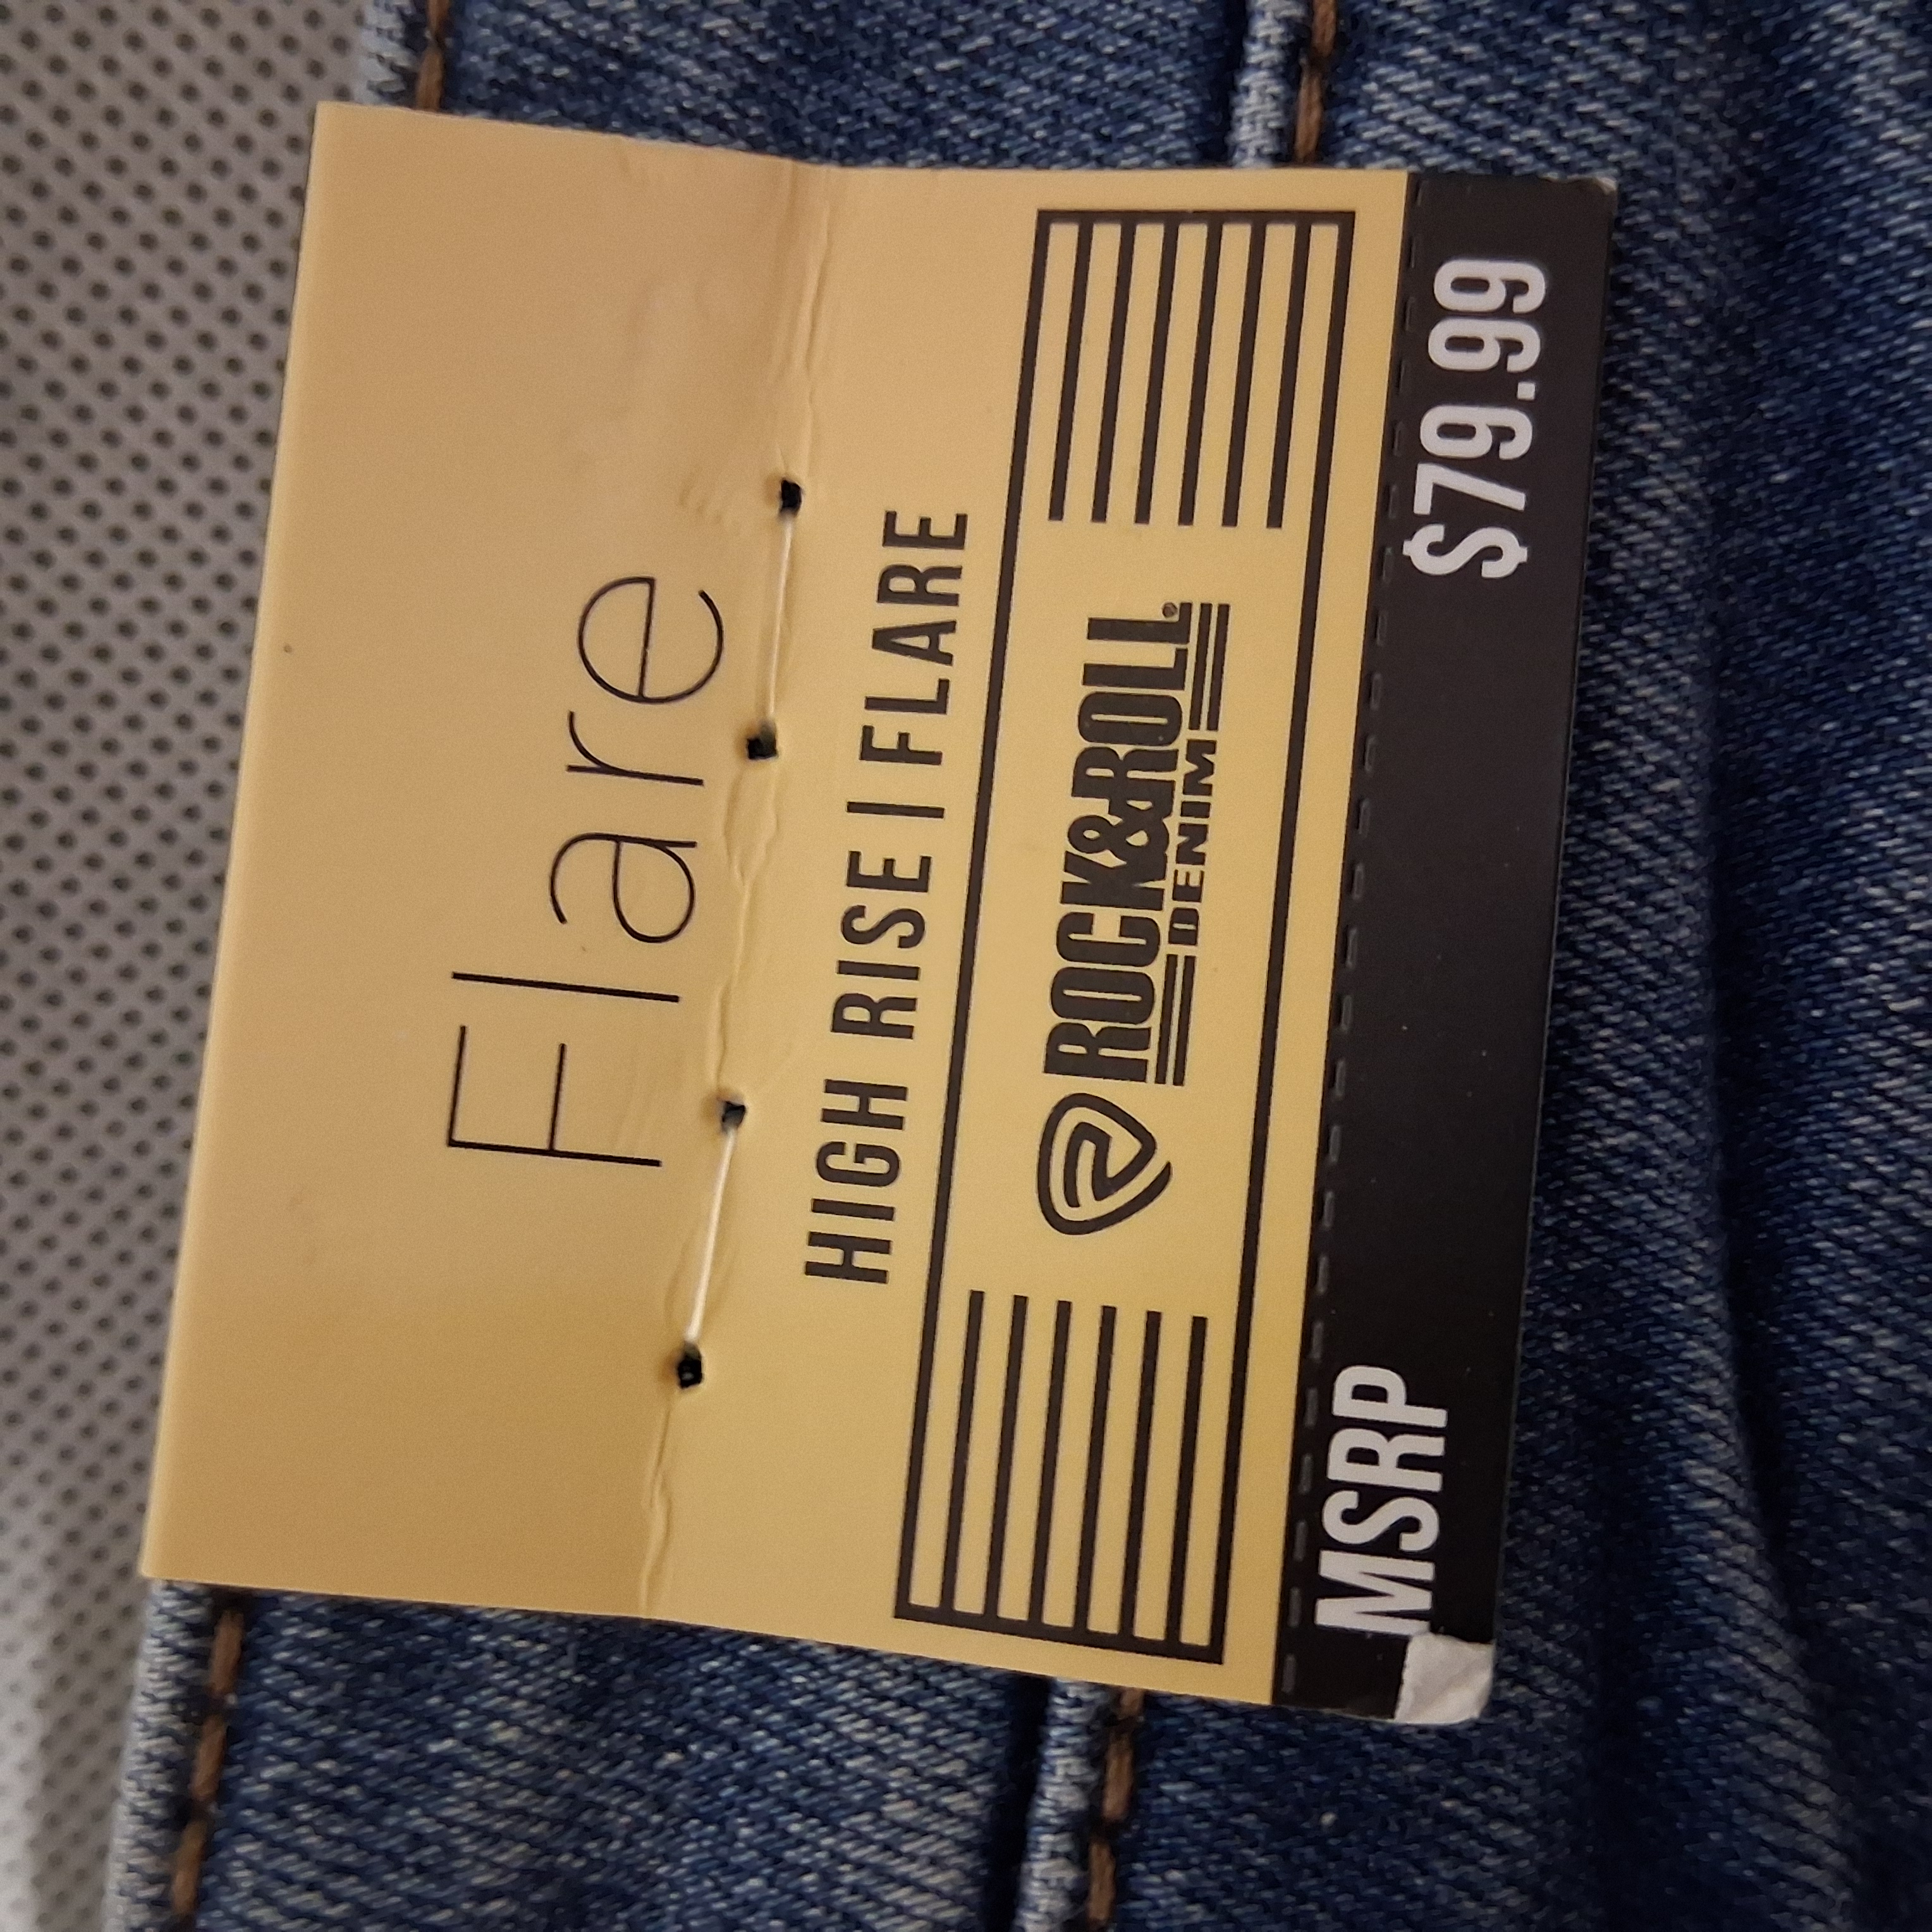 Flare
HIGH RISE | FLARE
ROCK&ROLL®
DENIM
MSRP $79.99